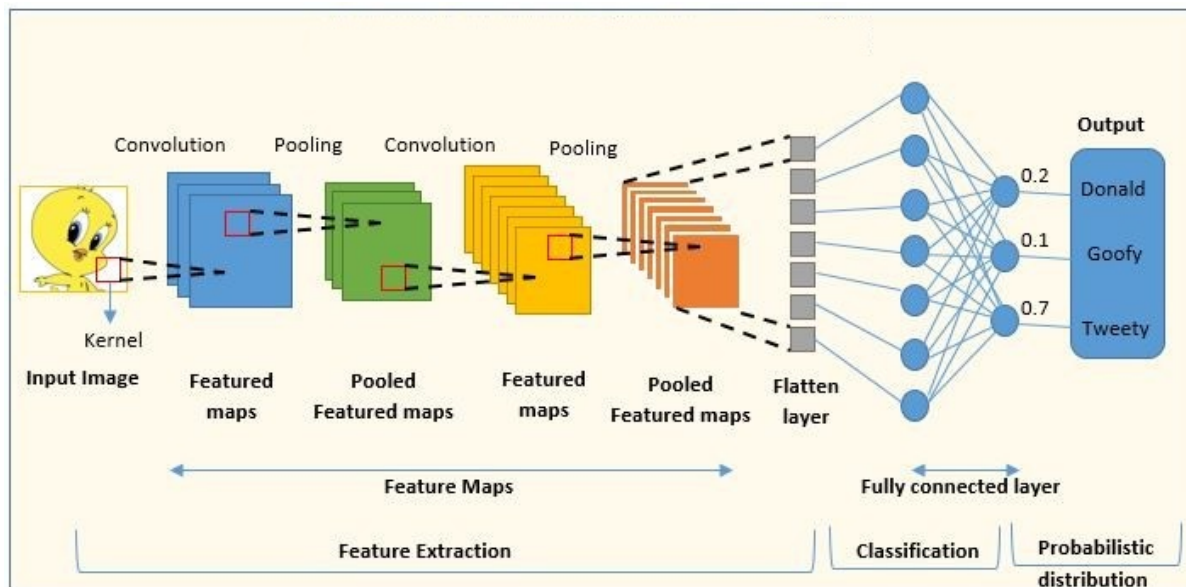 Convolution
Pooling
Convolution
Pooling
Kernel
Input Image
Featured
maps
Pooled
Featured maps
Featured
maps
Pooled
Featured maps
Flatten
layer
0.2
0.1
0.7
Output
Donald
Goofy
Tweety
Feature Maps
Fully connected layer
Feature Extraction
Classification
Probabilistic
distribution